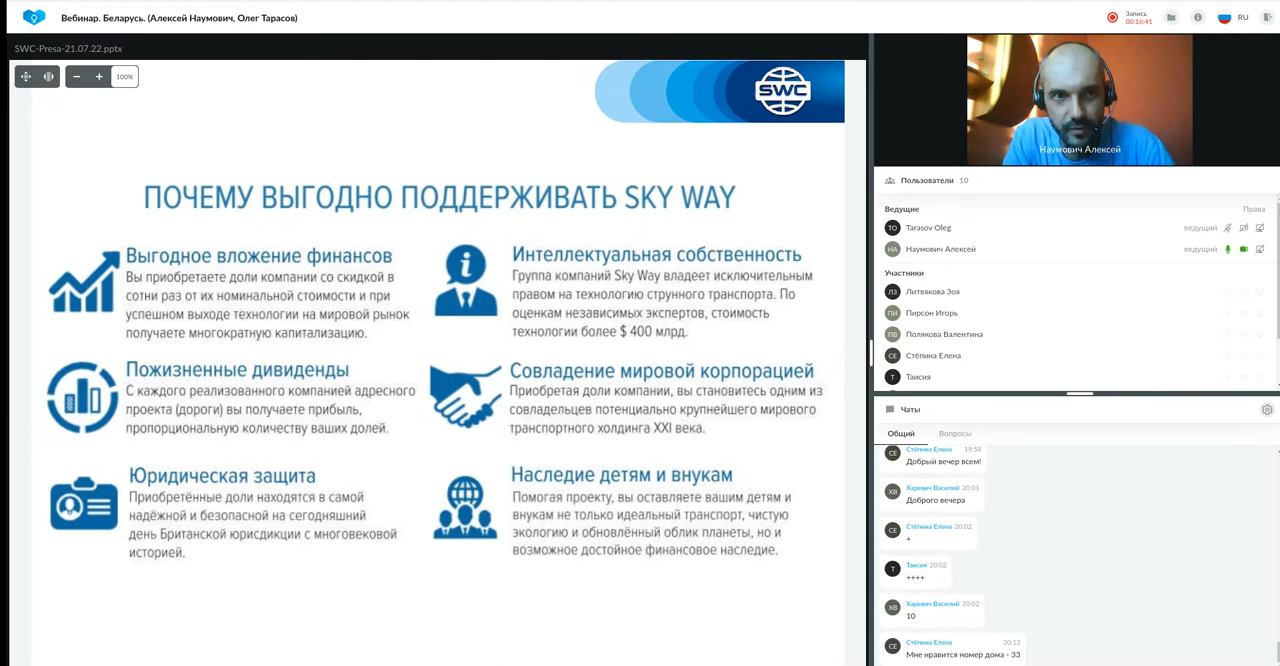 Вебинар. Беларусь. (Алексей Наумович, Олег Тарасов)
Запись
00:16:41
RU
SWC-Presa-21.07.22.pptx
100%
SWC
ПОЧЕМУ ВЫГОДНО ПОДДЕРЖИВАТЬ SKY WAY
Выгодное вложение финансов
Вы приобретаете доли компании со скидкой в
сотни раз от их номинальной стоимости и при
успешном выходе технологии на мировой рынок
получаете многократную капитализацию.
Интеллектуальная собственность
Группа компаний Sky Way владеет исключительным
правом на технологию струнного транспорта. По
оценкам независимых экспертов, стоимость
технологии более $ 400 млрд.
Пожизненные дивиденды
С каждого реализованного компанией адресного
проекта (дороги) вы получаете прибыль,
пропорциональную количеству ваших долей.
Совладение мировой корпорацией
Приобретая доли компании, вы становитесь одним из
совладельцев потенциально крупнейшего мирового
транспортного холдинга XXI века.
Юридическая защита
Приобретённые доли находятся в самой
надёжной и безопасной на сегодняшний
день Британской юрисдикции с многовековой
историей.
Наследие детям и внукам
Помогая проекту, вы оставляете вашим детям и
внукам не только идеальный транспорт, чистую
экологию и обновлённый облик планеты, но и
возможное достойное финансовое наследие.
Наумович Алексей
Пользователи 10
Ведущие Права
TO Tarasov Oleg ведущий
НА Наумович Алексей ведущий
Участники
ЛЗ Литвякова Зоя
ПИ Пирсон Игорь
ПВ Полякова Валентина
СЕ Стёпина Елена
Т Таисия
Чаты
Общий Вопросы
СЕ Стёпина Елена 19:58
Добрый вечер всем!
ХВ Харевич Василий 20:01
Доброго вечера
СЕ Стёпина Елена 20:02
+
Т Таисия 20:02
++++
ХВ Харевич Василий 20:02
10
СЕ Стёпина Елена 20:13
Мне нравится номер дома - 33